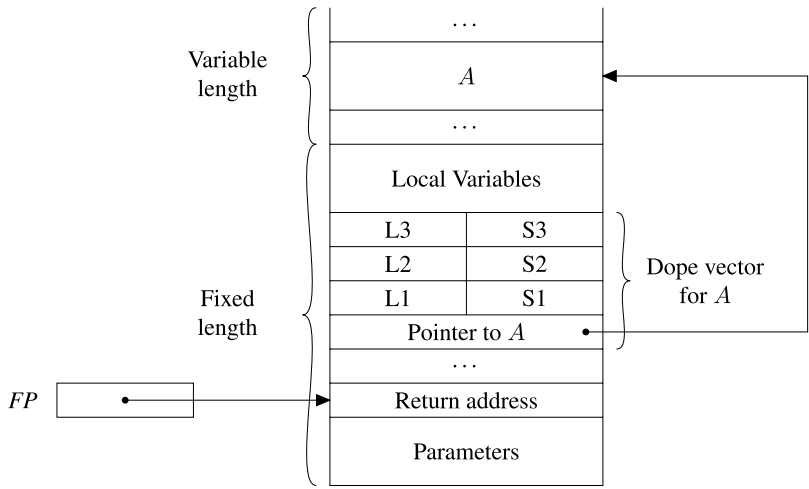 ...
Variable
length
A
...
Local Variables
L3 S3
L2 S2
L1 S1
Dope vector
for A
Fixed
length
Pointer to A
...
FP
Return address
Parameters